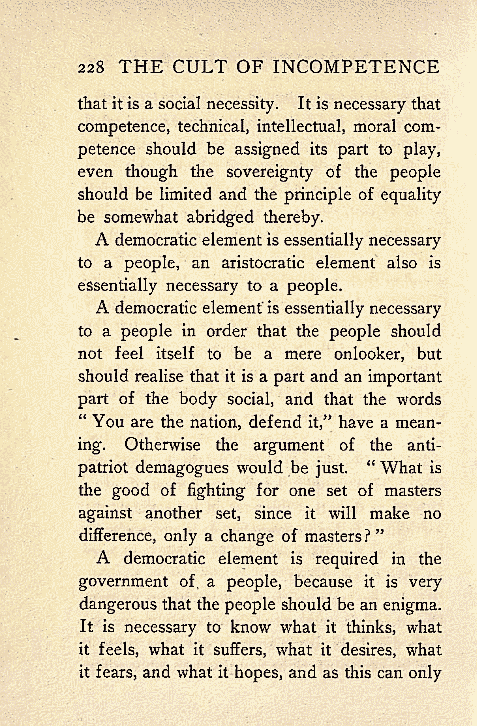 228 THE CULT OF INCOMPETENCE
that it is a social necessity. It is necessary that
competence, technical, intellectual, moral com-
petence should be assigned its part to play,
even though the sovereignty of the people
should be limited and the principle of equality
be somewhat abridged thereby.
A democratic element is essentially necessary
to a people, an aristocratic element also is
essentially necessary to a people.
A democratic element is essentially necessary
to a people in order that the people should
not feel itself to be a mere onlooker, but
should realise that it is a part and an important
part of the body social, and that the words
“ You are the nation, defend it,” have a mean-
ing. Otherwise the argument of the anti-
patriot demagogues would be just. “ What is
the good of fighting for one set of masters
against another set, since it will make no
difference, only a change of masters? ”
A democratic element is required in the
government of a people, because it is very
dangerous that the people should be an enigma.
It is necessary to know what it thinks, what
it feels, what it suffers, what it desires, what
it fears, and what it hopes, and as this can only